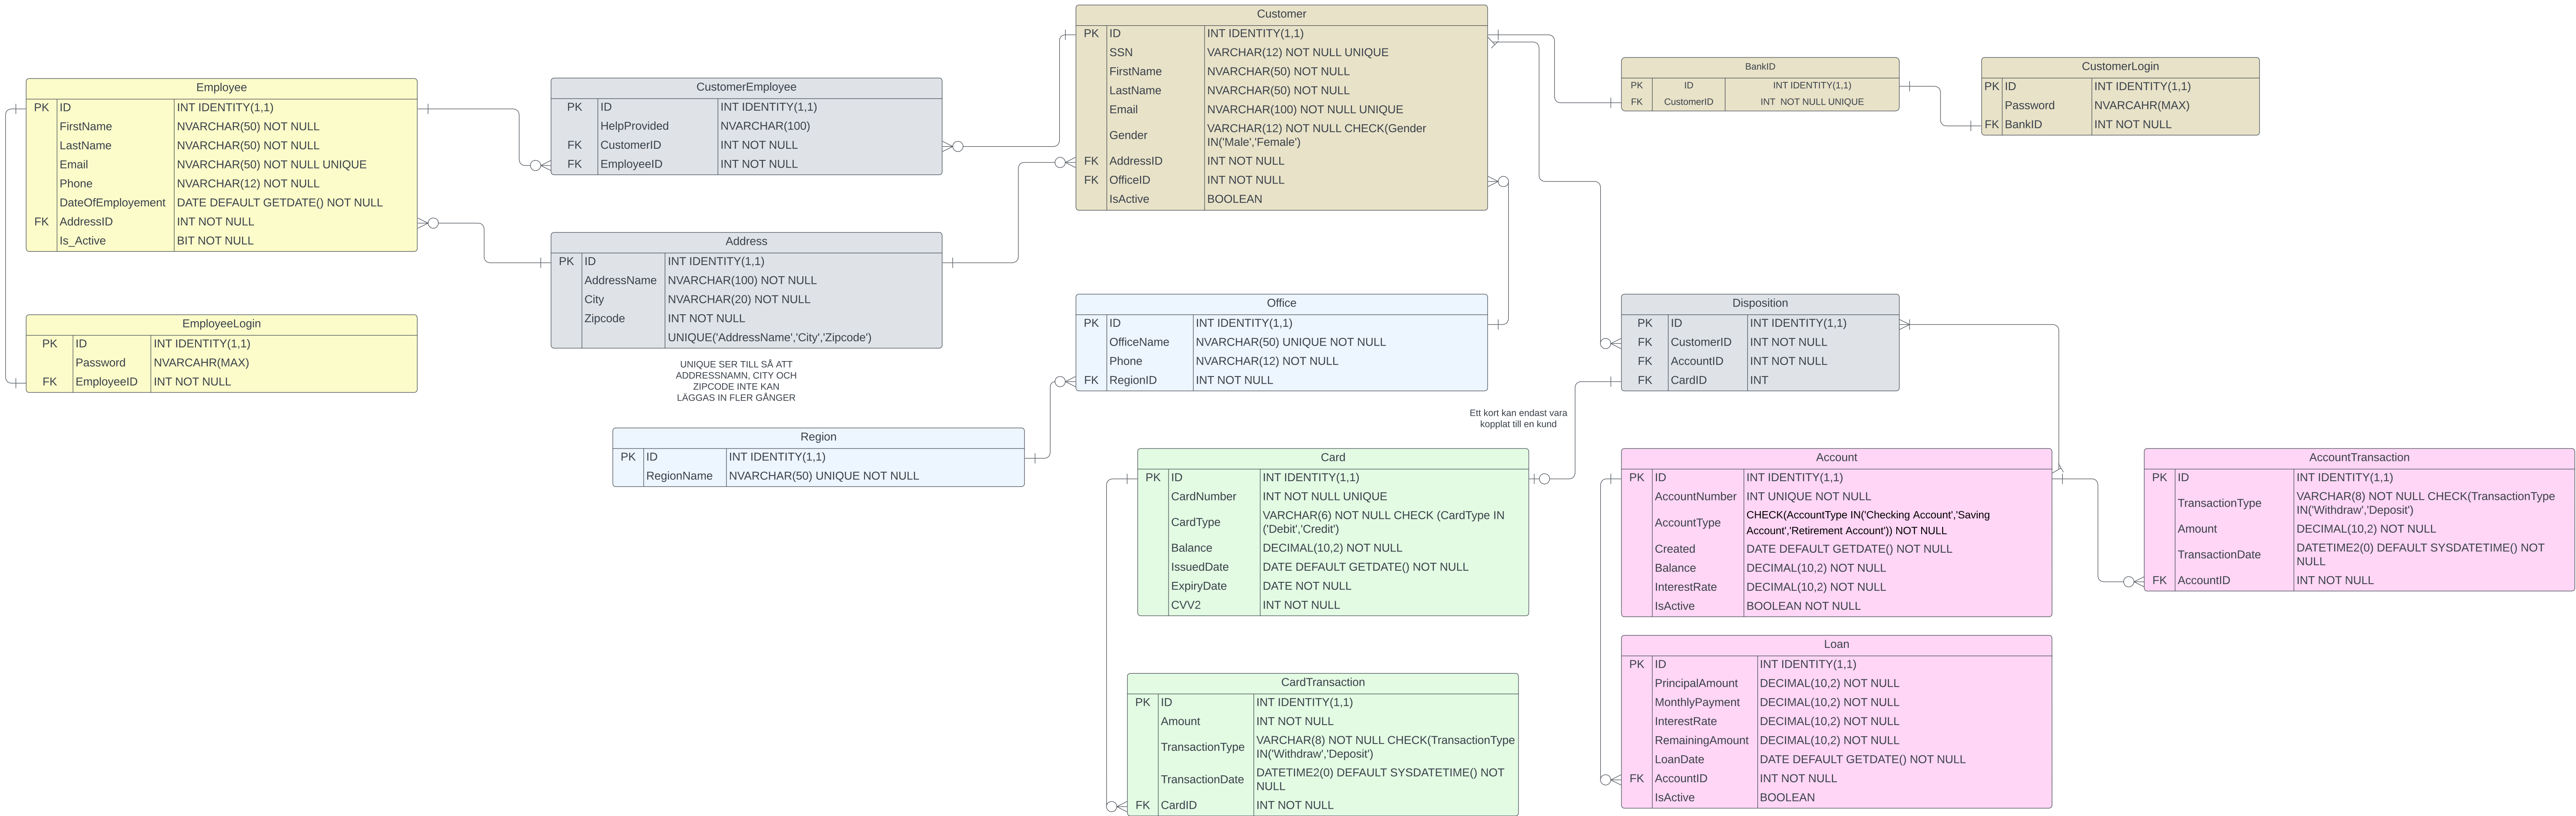 Customer
PK ID INT IDENTITY(1,1)
SSN VARCHAR(12) NOT NULL UNIQUE
FirstName NVARCHAR(50) NOT NULL
LastName NVARCHAR(50) NOT NULL
Email NVARCHAR(100) NOT NULL UNIQUE
Gender VARCHAR(12) NOT NULL CHECK(Gender
IN('Male','Female')
FK AddressID INT NOT NULL
FK OfficeID INT NOT NULL
IsActive BOOLEAN
Employee
PK ID INT IDENTITY(1,1)
FirstName NVARCHAR(50) NOT NULL
LastName NVARCHAR(50) NOT NULL
Email NVARCHAR(50) NOT NULL UNIQUE
Phone NVARCHAR(12) NOT NULL
DateOfEmployement DATE DEFAULT GETDATE() NOT NULL
FK AddressID INT NOT NULL
Is_Active BIT NOT NULL
CustomerEmployee
PK ID INT IDENTITY(1,1)
HelpProvided NVARCHAR(100)
FK CustomerID INT NOT NULL
FK EmployeeID INT NOT NULL
BankID
PK ID INT IDENTITY(1,1)
FK CustomerID INT NOT NULL UNIQUE
CustomerLogin
PK ID INT IDENTITY(1,1)
Password NVARCAHR(MAX)
FK BankID INT NOT NULL
Address
PK ID INT IDENTITY(1,1)
AddressName NVARCHAR(100) NOT NULL
City NVARCHAR(20) NOT NULL
Zipcode INT NOT NULL
UNIQUE('AddressName','City','Zipcode')
UNIQUE SER TILL SÅ ATT
ADDRESSNAMN, CITY OCH
ZIPCODE INTE KAN
LÄGGAS IN FLER GÅNGER
EmployeeLogin
PK ID INT IDENTITY(1,1)
Password NVARCAHR(MAX)
FK EmployeeID INT NOT NULL
Office
PK ID INT IDENTITY(1,1)
OfficeName NVARCHAR(50) UNIQUE NOT NULL
Phone NVARCHAR(12) NOT NULL
FK RegionID INT NOT NULL
Disposition
PK ID INT IDENTITY(1,1)
FK CustomerID INT NOT NULL
FK AccountID INT NOT NULL
FK CardID INT
Ett kort kan endast vara
kopplat till en kund
Region
PK ID INT IDENTITY(1,1)
RegionName NVARCHAR(50) UNIQUE NOT NULL
Card
PK ID INT IDENTITY(1,1)
CardNumber INT NOT NULL UNIQUE
CardType VARCHAR(6) NOT NULL CHECK (CardType IN
('Debit','Credit')
Balance DECIMAL(10,2) NOT NULL
IssuedDate DATE DEFAULT GETDATE() NOT NULL
ExpiryDate DATE NOT NULL
CVV2 INT NOT NULL
Account
PK ID INT IDENTITY(1,1)
AccountNumber INT UNIQUE NOT NULL
AccountType CHECK(AccountType IN('Checking Account','Saving
Account','Retirement Account')) NOT NULL
Created DATE DEFAULT GETDATE() NOT NULL
Balance DECIMAL(10,2) NOT NULL
InterestRate DECIMAL(10,2) NOT NULL
IsActive BOOLEAN NOT NULL
AccountTransaction
PK ID INT IDENTITY(1,1)
TransactionType VARCHAR(8) NOT NULL CHECK(TransactionType
IN('Withdraw','Deposit')
Amount DECIMAL(10,2) NOT NULL
TransactionDate DATETIME2(0) DEFAULT SYSDATETIME() NOT
NULL
FK AccountID INT NOT NULL
Loan
PK ID INT IDENTITY(1,1)
PrincipalAmount DECIMAL(10,2) NOT NULL
MonthlyPayment DECIMAL(10,2) NOT NULL
InterestRate DECIMAL(10,2) NOT NULL
RemainingAmount DECIMAL(10,2) NOT NULL
LoanDate DATE DEFAULT GETDATE() NOT NULL
FK AccountID INT NOT NULL
IsActive BOOLEAN
CardTransaction
PK ID INT IDENTITY(1,1)
Amount INT NOT NULL
TransactionType VARCHAR(8) NOT NULL CHECK(TransactionType
IN('Withdraw','Deposit')
TransactionDate DATETIME2(0) DEFAULT SYSDATETIME() NOT
NULL
FK CardID INT NOT NULL